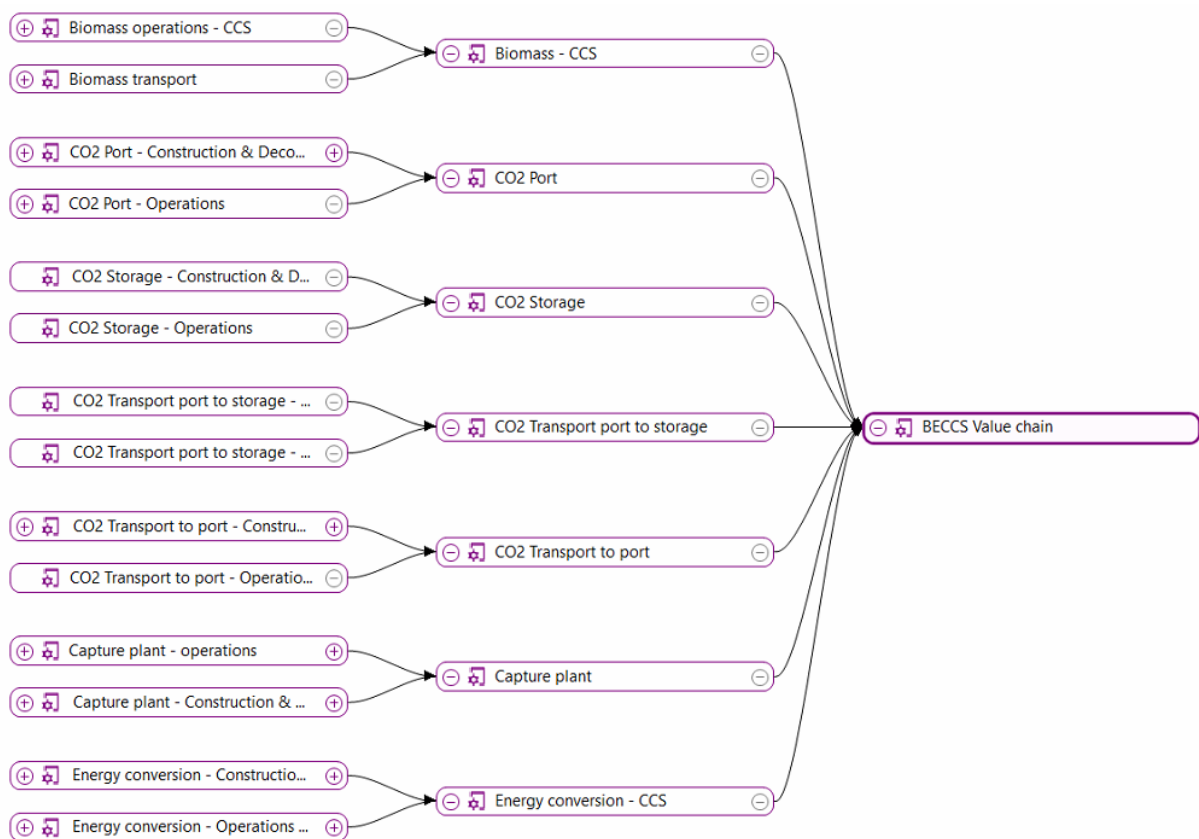 Biomass operations - CCS
Biomass transport
Biomass - CCS
CO2 Port - Construction & Deco...
CO2 Port - Operations
CO2 Port
CO2 Storage - Construction & D...
CO2 Storage - Operations
CO2 Storage
CO2 Transport port to storage - ...
CO2 Transport port to storage - ...
CO2 Transport port to storage
BECCS Value chain
CO2 Transport to port - Constru...
CO2 Transport to port - Operatio...
CO2 Transport to port
Capture plant - operations
Capture plant - Construction & ...
Capture plant
Energy conversion - Constructio...
Energy conversion - Operations ...
Energy conversion - CCS